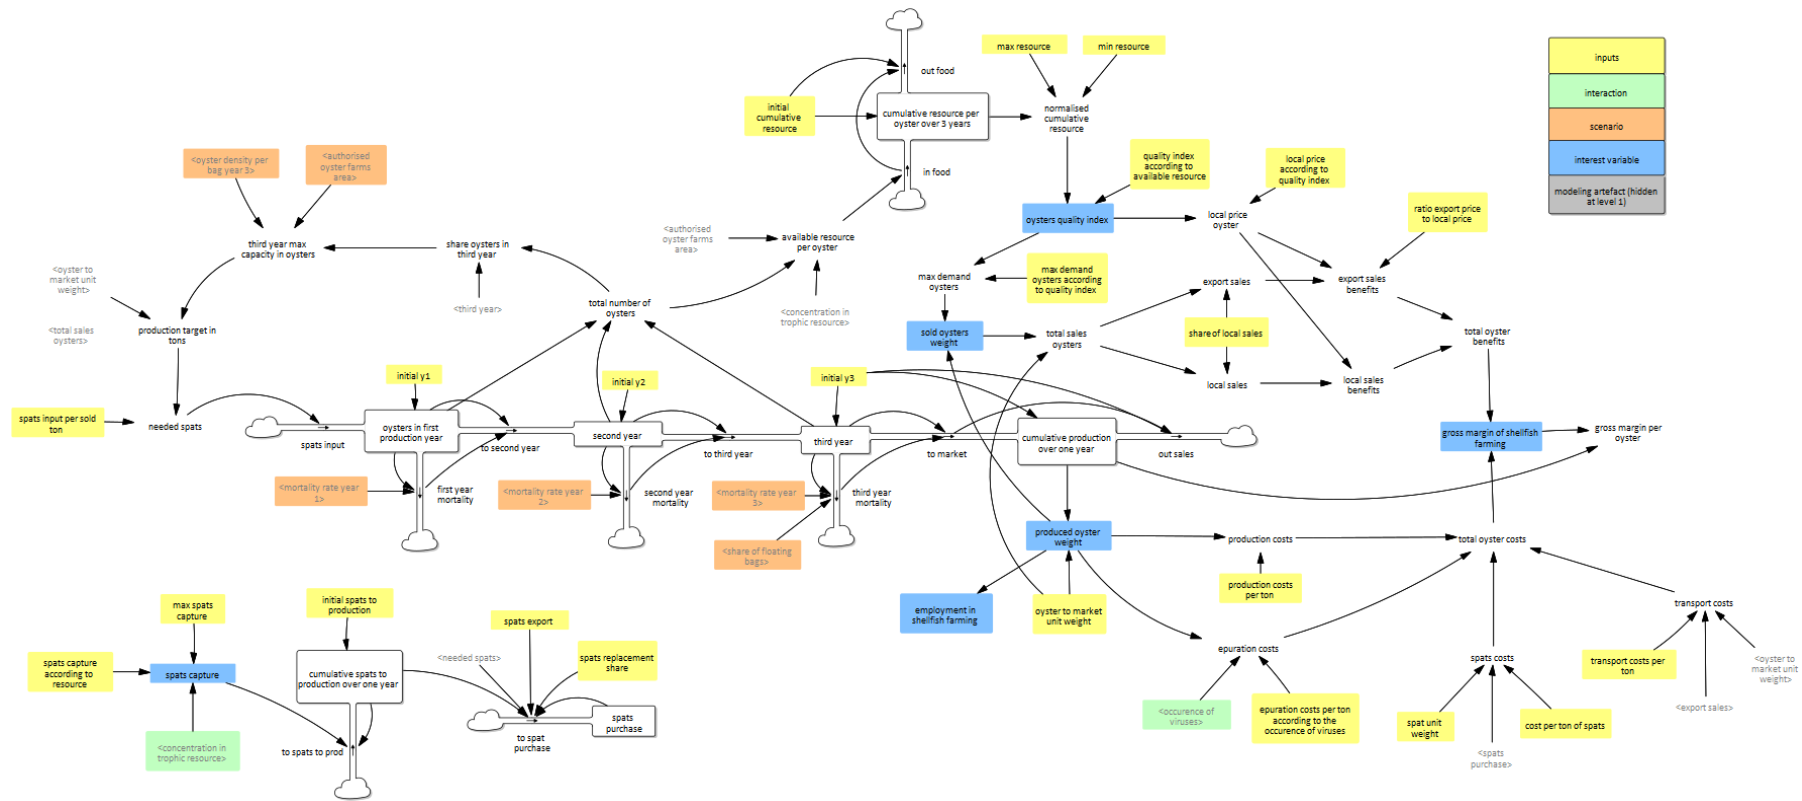 max resource
min resource
out food
initial
cumulative
resource
cumulative resource per
oyster over 3 years
normalised
cumulative
resource
in food
inputs
interaction
scenario
interest variable
modeling artefact (hidden
at level 1)
<oyster density per
bag year 3>
<authorised
oyster farms
area>
quality index
according to
available resource
local price
according to
quality index
oysters quality index
local price
oyster
ratio export price
to local price
third year max
capacity in oysters
share oysters in
third year
<authorised
oyster farms
area>
available resource
per oyster
<oyster to
market unit
weight>
<third year>
total number of
oysters
<concentration in
trophic resource>
max demand
oysters
max demand
oysters according
to quality index
export sales
export sales
benefits
<total sales
oysters>
production target in
tons
sold oysters
weight
total sales
oysters
share of local sales
total oyster
benefits
initial y1
initial y2
initial y3
local sales
local sales
benefits
spats input per sold
ton
needed spats
spats input
oysters in first
production year
to second year
second year
to third year
third year
to market
cumulative production
over one year
out sales
gross margin of shellfish
farming
gross margin per
oyster
<mortality rate year
1>
first year
mortality
<mortality rate year
2>
second year
mortality
<mortality rate year
3>
third year
mortality
<share of floating
bags>
produced oyster
weight
production costs
total oyster costs
production costs
per ton
employment in
shellfish farming
oyster to market
unit weight
transport costs
max spats
capture
initial spats to
production
spats export
<needed spats>
spats replacement
share
spats capture
according to
resource
spats capture
cumulative spats to
production over one year
epuration costs
spats costs
transport costs per
ton
<oyster to
market unit
weight>
spats
purchase
to spat
purchase
<concentration in
trophic resource>
to spats to prod
<occurence of
viruses>
epuration costs per ton
according to the
occurence of viruses
spat unit
weight
cost per ton of spats
<export sales>
<spats
purchase>